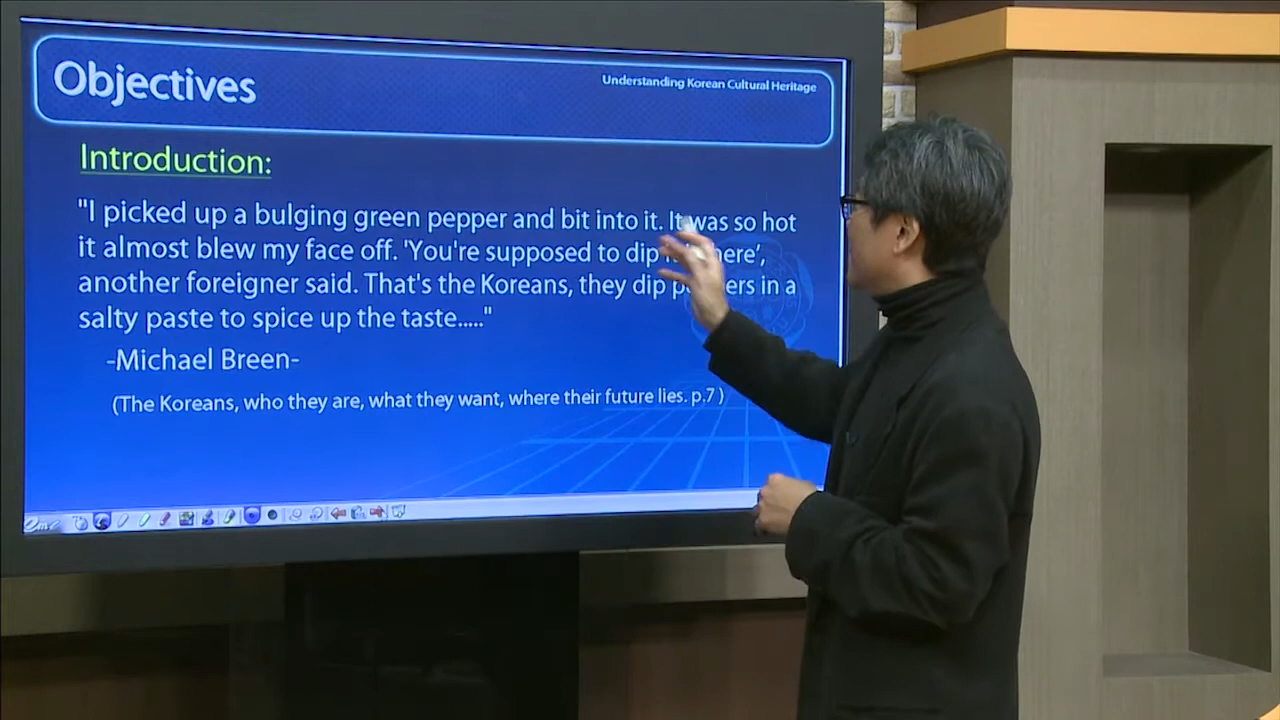 Objectives
Understanding Korean Cultural Heritage
Introduction:
"I picked up a bulging green pepper and bit into it. It was so hot
it almost blew my face off. 'You're supposed to dip here‘,
another foreigner said. That's the Koreans, they dip in a
salty paste to spice up the taste....."
-Michael Breen-
(The Koreans, who they are, what they want, where their future lies. p.7 )